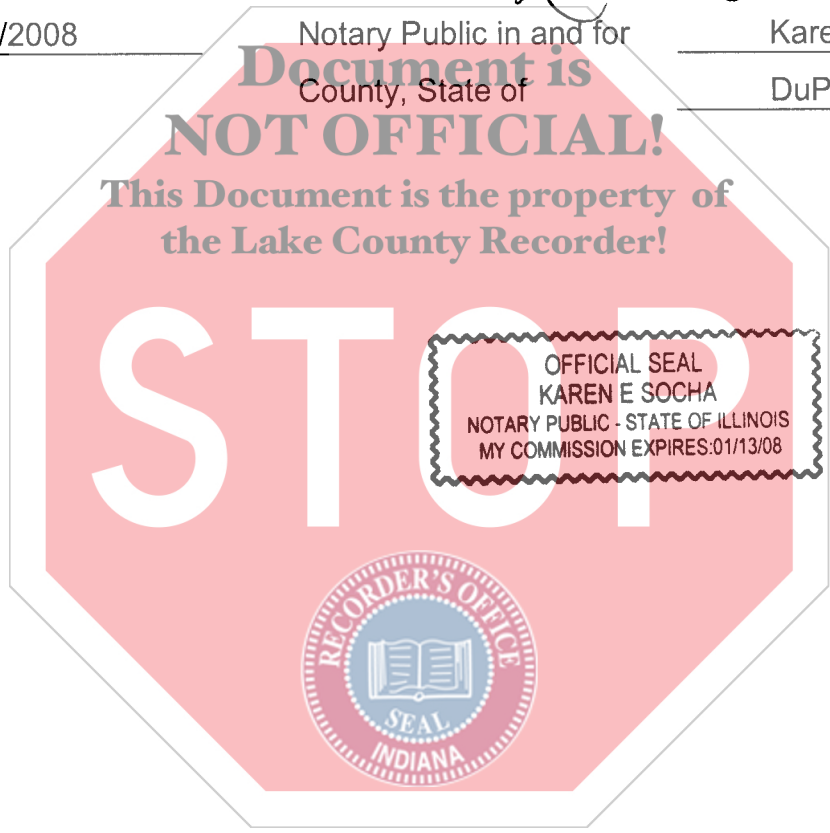 /2008 Notary Public in and for Kare
Document is
County, State of DuP
NOT OFFICIAL!
This Document is the property of
the Lake County Recorder!
STOP
OFFICIAL SEAL
KAREN E SOCHA
NOTARY PUBLIC - STATE OF ILLINOIS
MY COMMISSION EXPIRES:01/13/08
RECORDER'S OFFICE
SEAL
INDIANA